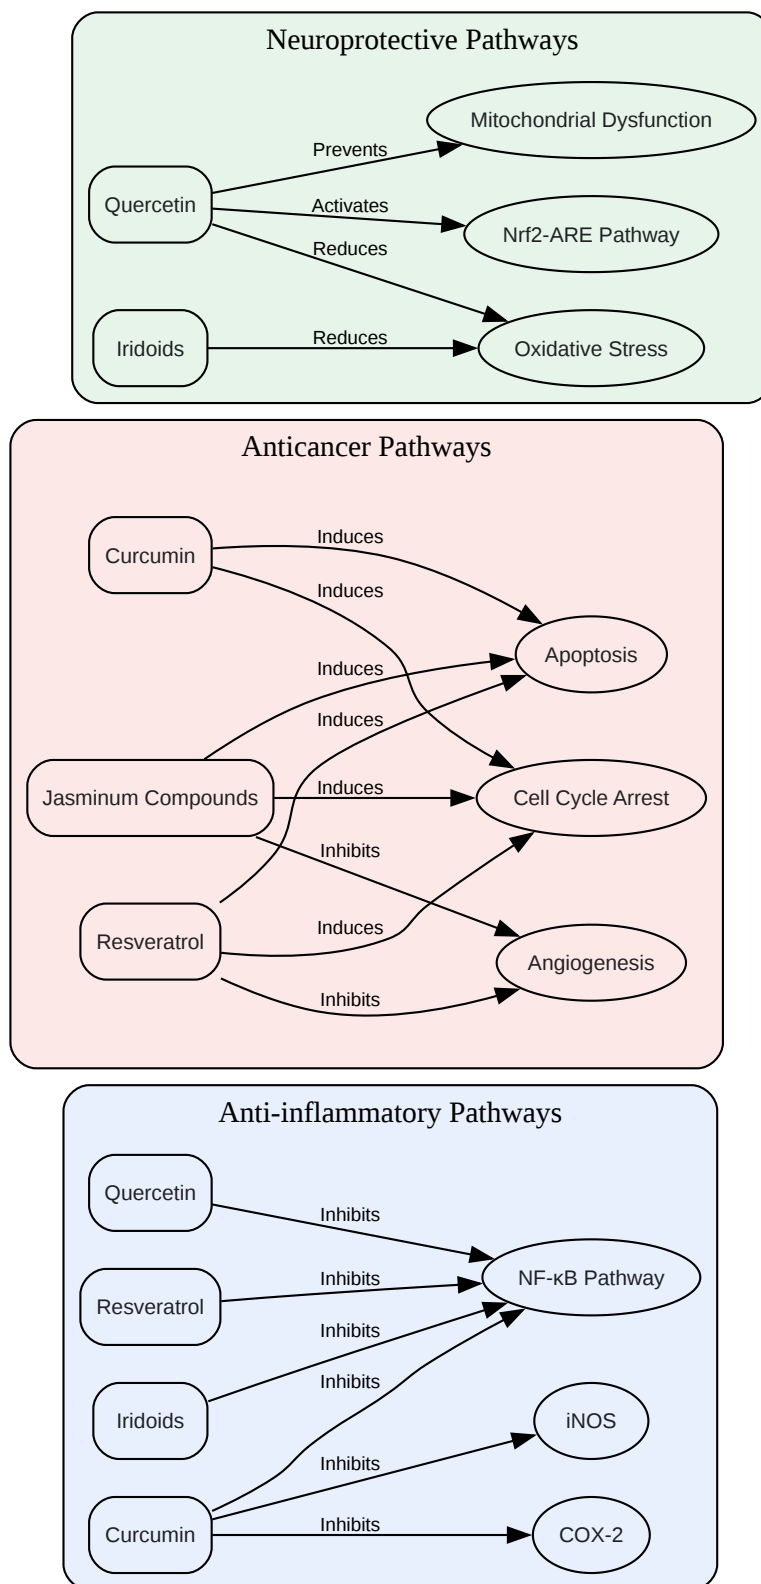 Neuroprotective Pathways
Mitochondrial Dysfunction
Prevents
Quercetin
Activates
Nrf2-ARE Pathway
Reduces
Iridoids
Reduces
Oxidative Stress
Anticancer Pathways
Curcumin
Induces
Induces
Apoptosis
Induces
Induces
Jasminum Compounds
Induces
Cell Cycle Arrest
Inhibits
Resveratrol
Induces
Angiogenesis
Inhibits
Anti-inflammatory Pathways
Quercetin
Inhibits
NF-κB Pathway
Resveratrol
Inhibits
Inhibits
Inhibits
Iridoids
iNOS
Inhibits
Curcumin
Inhibits
COX-2